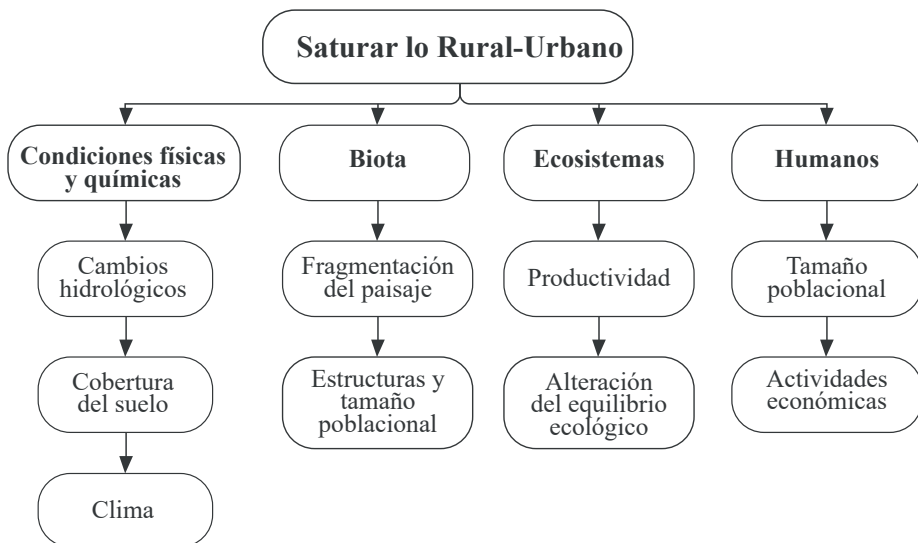 Saturar lo Rural-Urbano
Condiciones físicas
y químicas
Biota
Ecosistemas
Humanos
Cambios
hidrológicos
Fragmentación
del paisaje
Productividad
Tamaño
poblacional
Cobertura
del suelo
Estructuras y
tamaño
poblacional
Alteración
del equilibrio
ecológico
Actividades
económicas
Clima